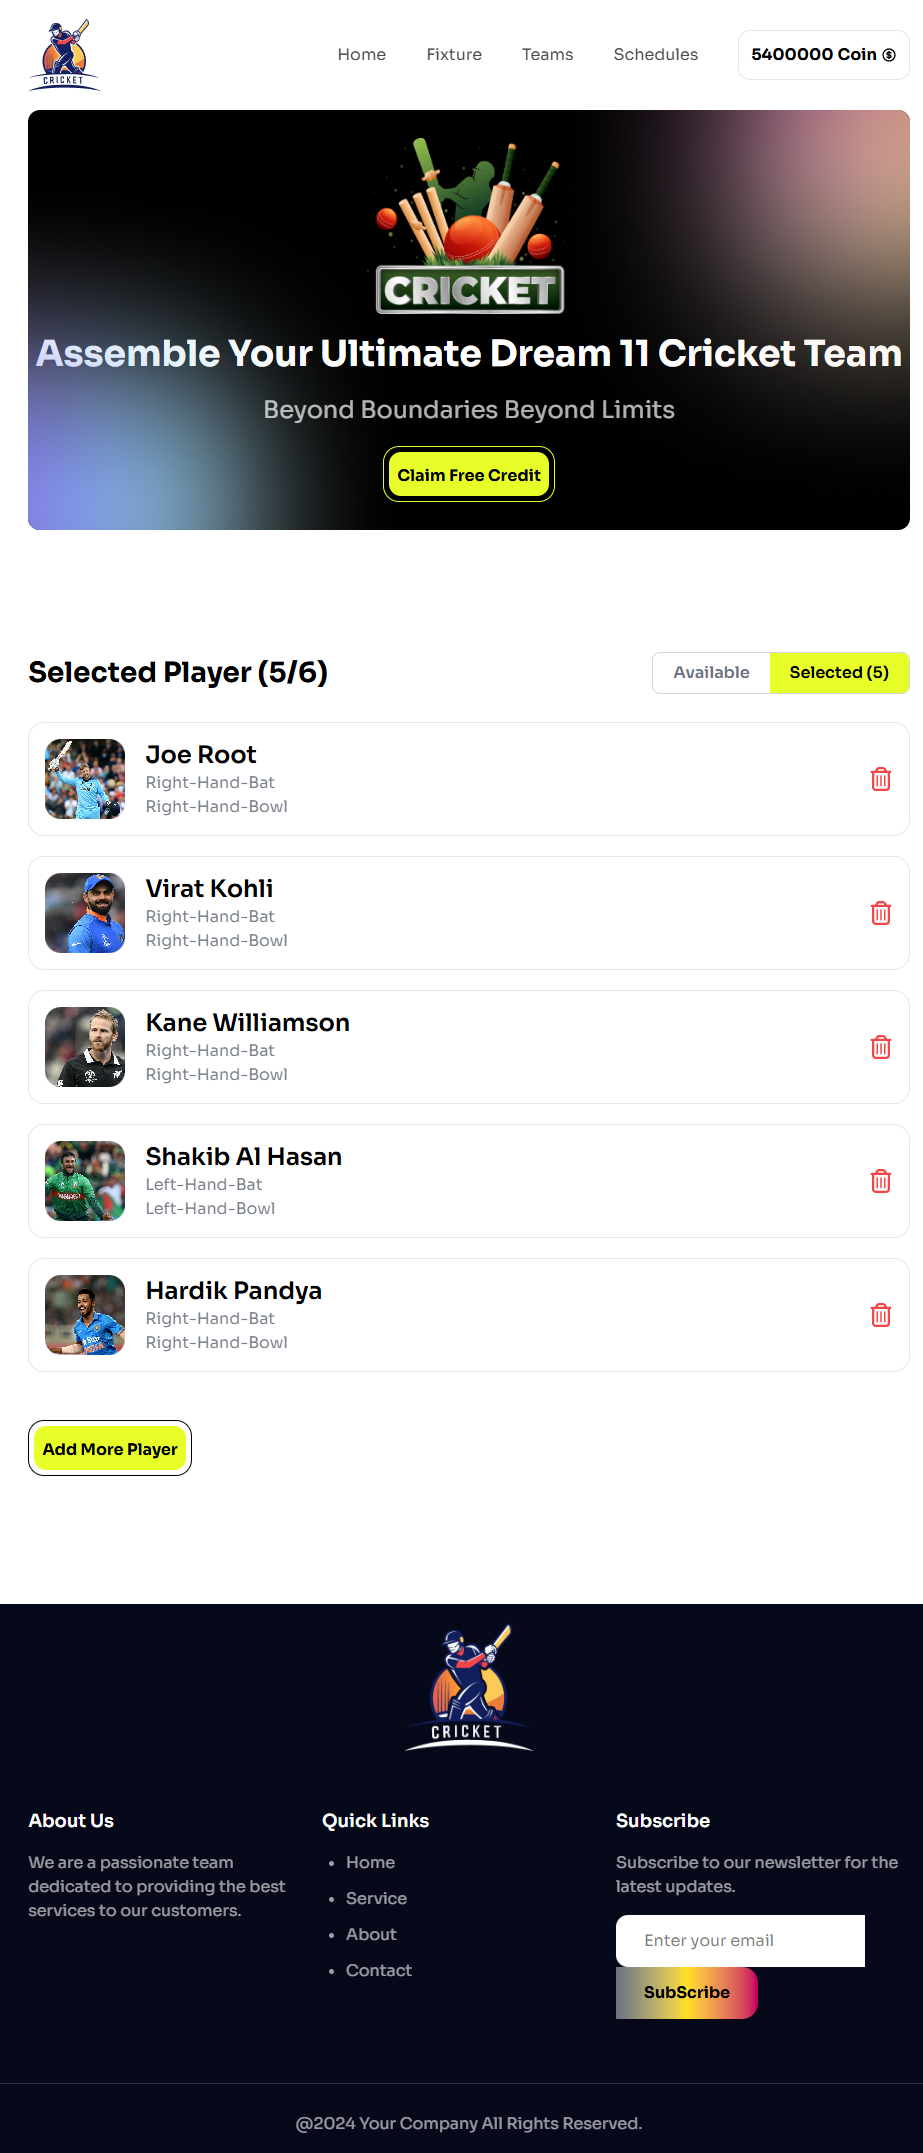 CRICKET
Home
Fixture
Teams
Schedules
5400000 Coin
CRICKET
Assemble Your Ultimate Dream 11 Cricket Team
Beyond Boundaries Beyond Limits
Claim Free Credit
Selected Player (5/6)
Available
Selected (5)
Joe Root
Right-Hand-Bat
Right-Hand-Bowl
Virat Kohli
Right-Hand-Bat
Right-Hand-Bowl
Kane Williamson
Right-Hand-Bat
Right-Hand-Bowl
Shakib Al Hasan
Left-Hand-Bat
Left-Hand-Bowl
Hardik Pandya
Right-Hand-Bat
Right-Hand-Bowl
Add More Player
CRICKET
About Us
We are a passionate team
dedicated to providing the best
services to our customers.
Quick Links
• Home
• Service
• About
• Contact
Subscribe
Subscribe to our newsletter for the
latest updates.
Enter your email
SubScribe
@2024 Your Company All Rights Reserved.